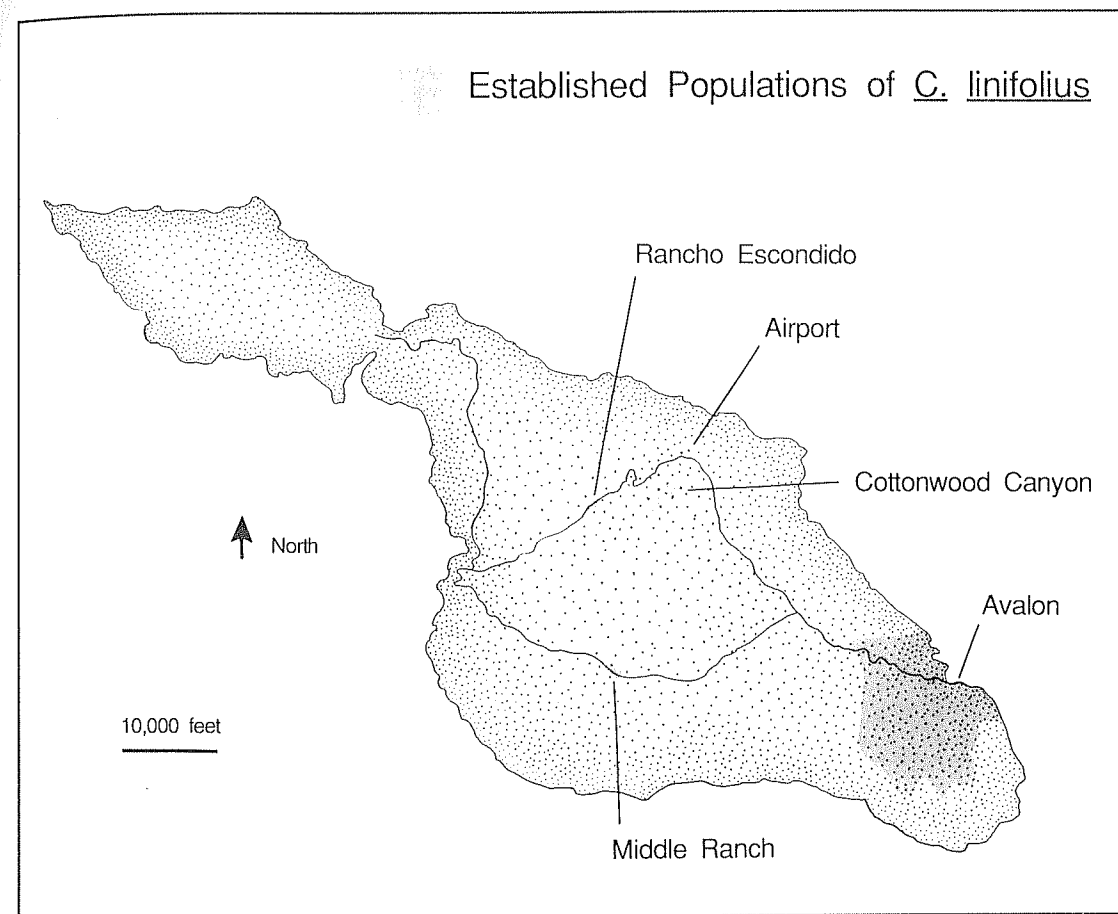 Established Populations of C. linifolius
Rancho Escondido
Airport
Cottonwood Canyon
North
Avalon
10,000 feet
Middle Ranch